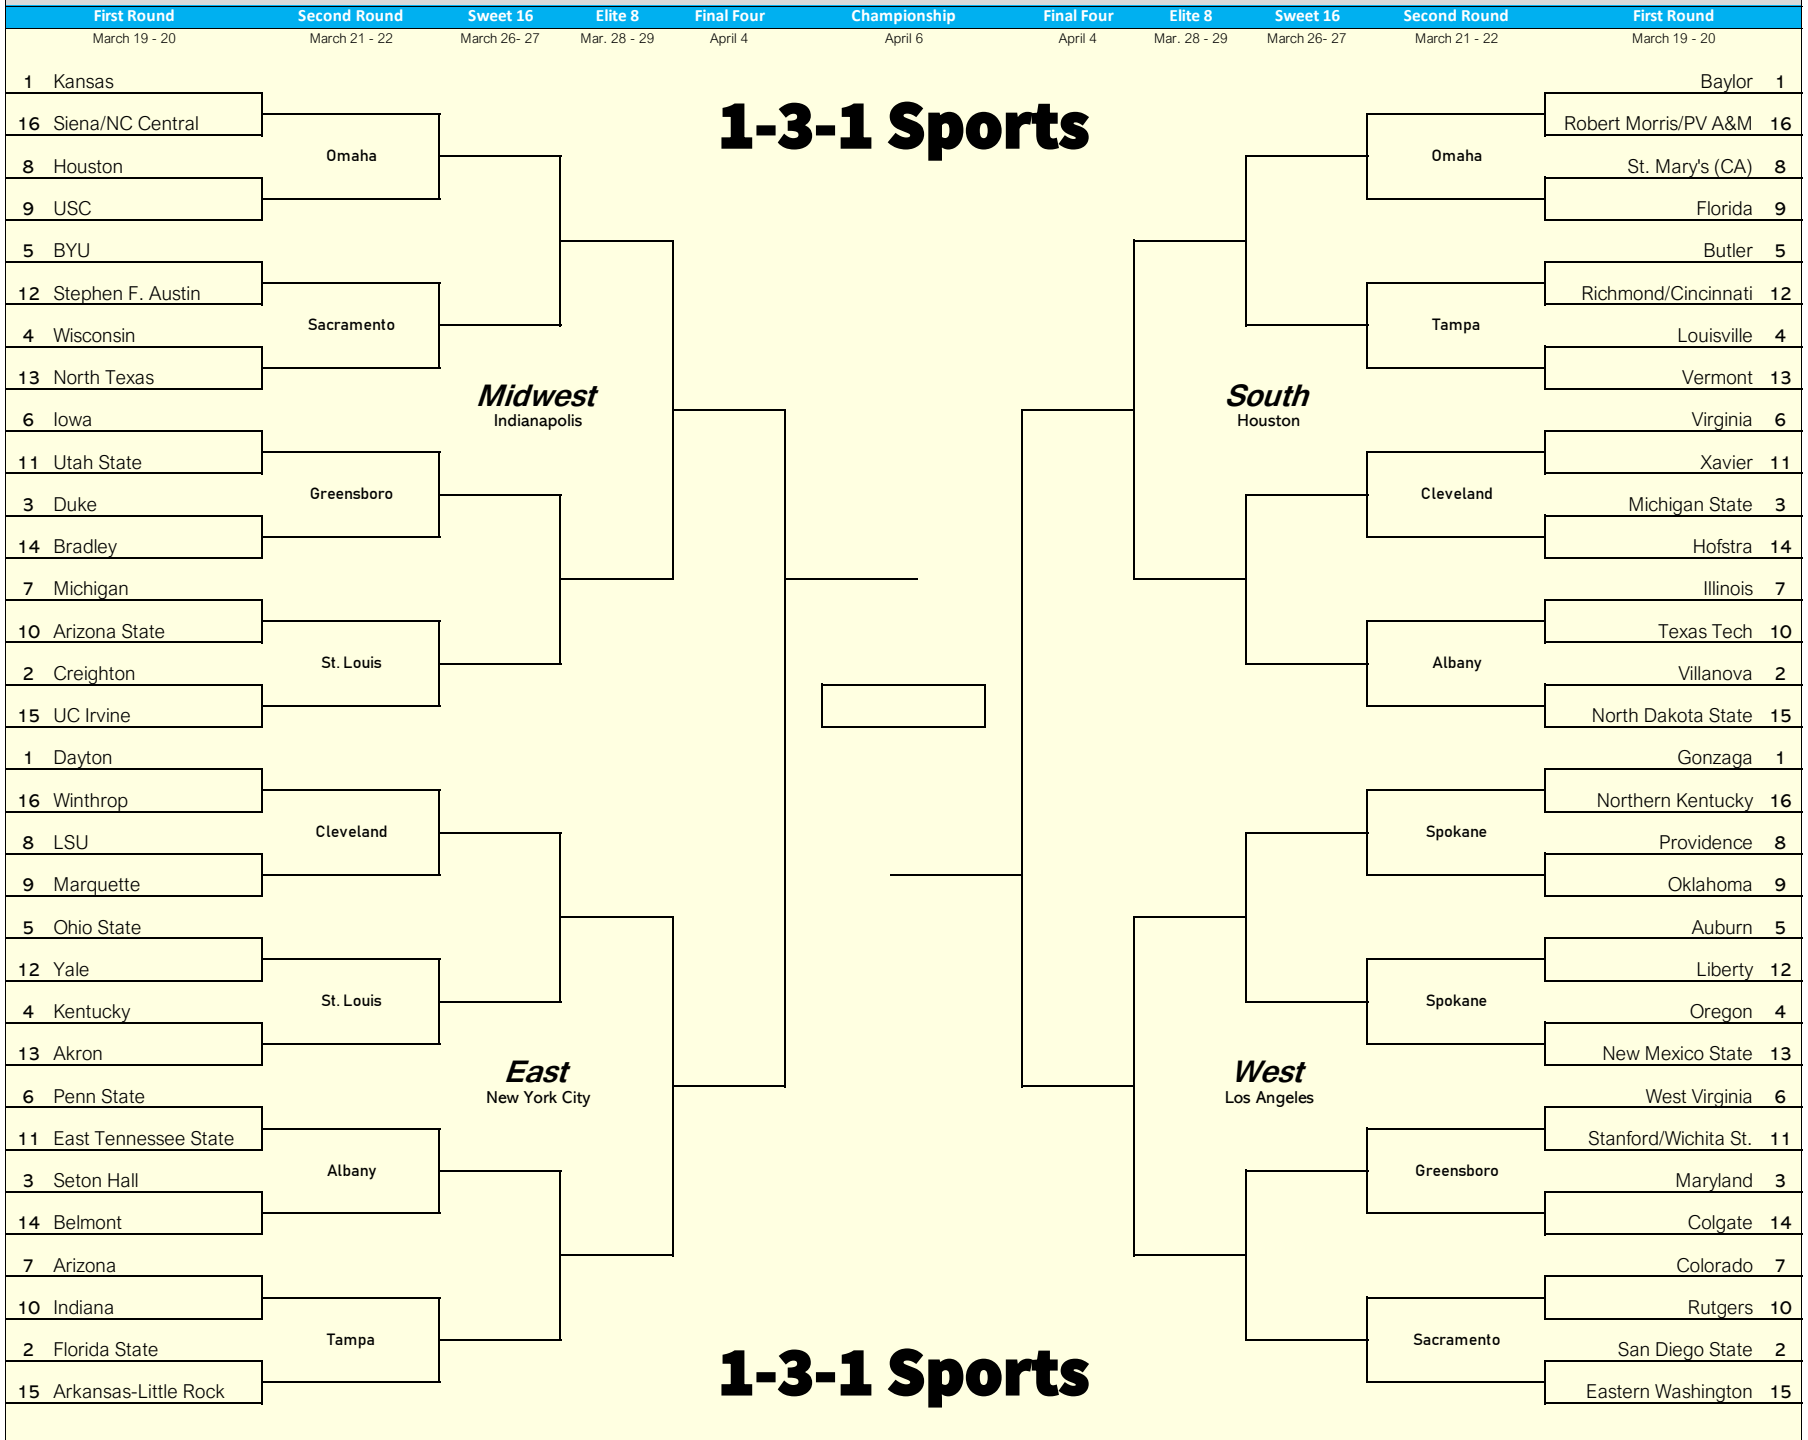 First Round Second Round Sweet 16 Elite 8 Final Four Championship Final Four Elite 8 Sweet 16 Second Round First Round
March 19 - 20 March 21 - 22 March 26- 27 Mar. 28 - 29 April 4 April 6 April 4 Mar. 28 - 29 March 26- 27 March 21 - 22 March 19 - 20
1-3-1 Sports
1 Kansas
16 Siena/NC Central
Omaha
8 Houston
9 USC
5 BYU
12 Stephen F. Austin
Sacramento
4 Wisconsin
13 North Texas
Midwest
Indianapolis
6 Iowa
11 Utah State
Greensboro
3 Duke
14 Bradley
7 Michigan
10 Arizona State
St. Louis
2 Creighton
15 UC Irvine
1 Dayton
16 Winthrop
Cleveland
8 LSU
9 Marquette
5 Ohio State
12 Yale
St. Louis
4 Kentucky
13 Akron
East
New York City
6 Penn State
11 East Tennessee State
Albany
3 Seton Hall
14 Belmont
7 Arizona
10 Indiana
Tampa
2 Florida State
15 Arkansas-Little Rock
Baylor 1
Robert Morris/PV A&M 16
Omaha
St. Mary's (CA) 8
Florida 9
Butler 5
Richmond/Cincinnati 12
Tampa
Louisville 4
Vermont 13
South
Houston
Virginia 6
Xavier 11
Cleveland
Michigan State 3
Hofstra 14
Illinois 7
Texas Tech 10
Albany
Villanova 2
North Dakota State 15
Gonzaga 1
Northern Kentucky 16
Spokane
Providence 8
Oklahoma 9
Auburn 5
Liberty 12
Spokane
Oregon 4
New Mexico State 13
West
Los Angeles
West Virginia 6
Stanford/Wichita St. 11
Greensboro
Maryland 3
Colgate 14
Colorado 7
Rutgers 10
Sacramento
San Diego State 2
Eastern Washington 15
1-3-1 Sports